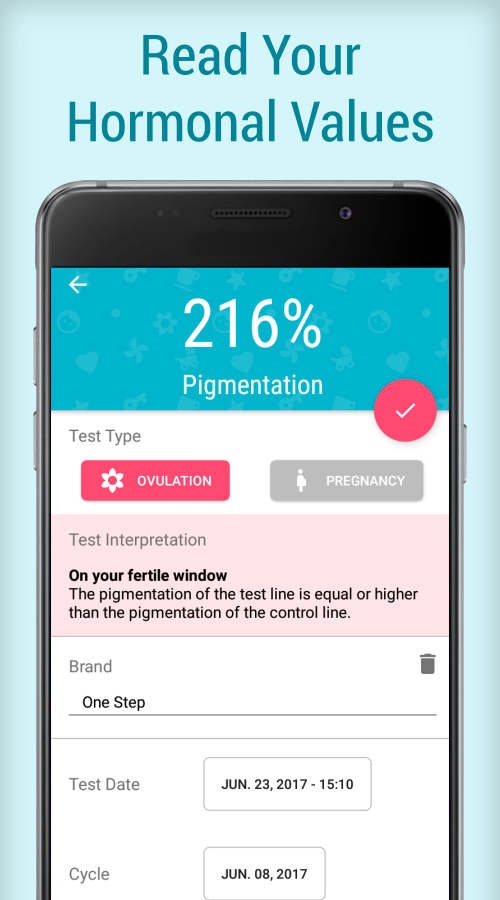 Read Your
Hormonal Values
216%
Pigmentation
Test Type
OVULATION
PREGNANCY
Test Interpretation
On your fertile window
The pigmentation of the test line is equal or higher
than the pigmentation of the control line.
Brand
One Step
Test Date
JUN. 23, 2017 - 15:10
Cycle
JUN. 08, 2017